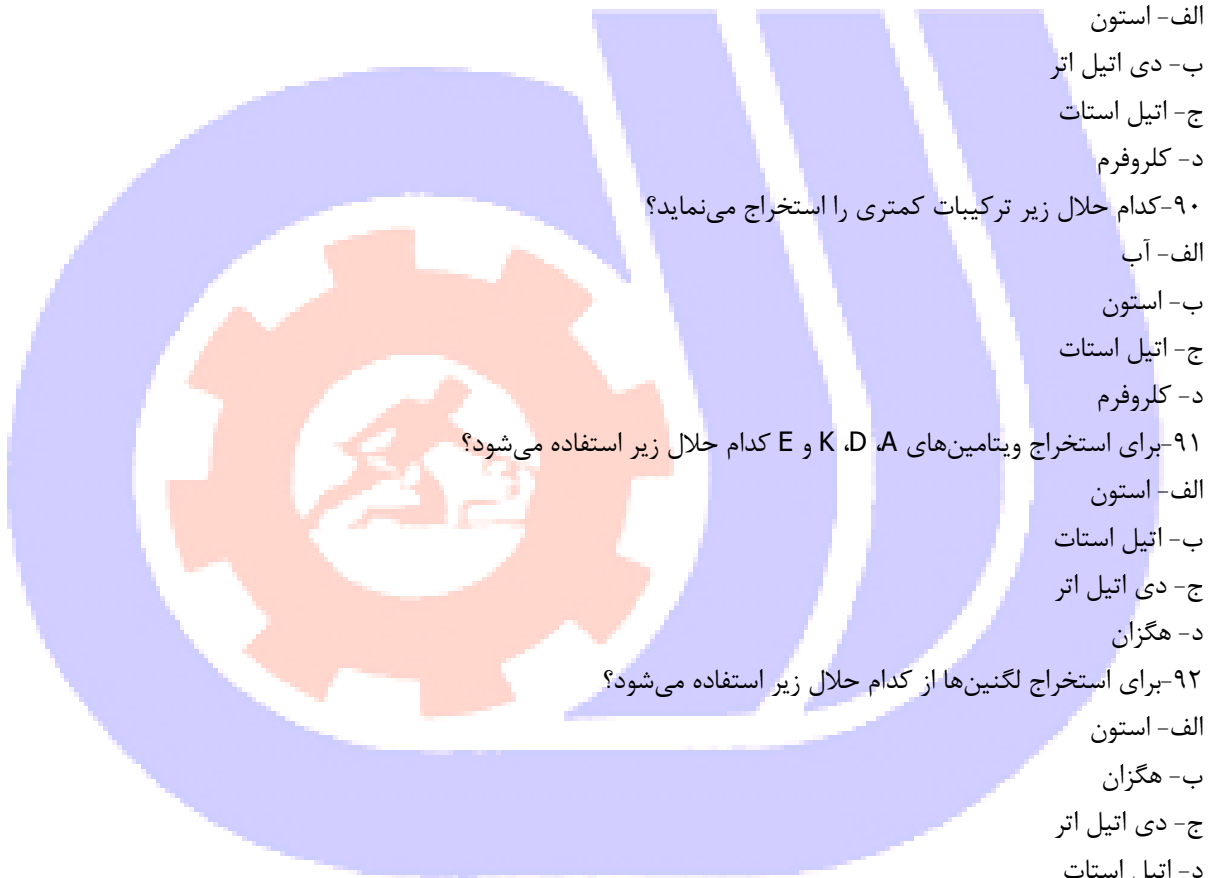 الف- استون
ب- دی اتیل اتر
ج- اتیل استات
د- کلروفرم
۹۰-کدام حلال زیر ترکیبات کمتری را استخراج می‌نماید؟
الف- آب
ب- استون
ج- اتیل استات
د- کلروفرم
۹۱-برای استخراج ویتامین‌های A، D، K و E کدام حلال زیر استفاده می‌شود؟
الف- استون
ب- اتیل استات
ج- دی اتیل اتر
د- هگزان
۹۲-برای استخراج لگنین‌ها از کدام حلال زیر استفاده می‌شود؟
الف- استون
ب- هگزان
ج- دی اتیل اتر
د- اتیل استات